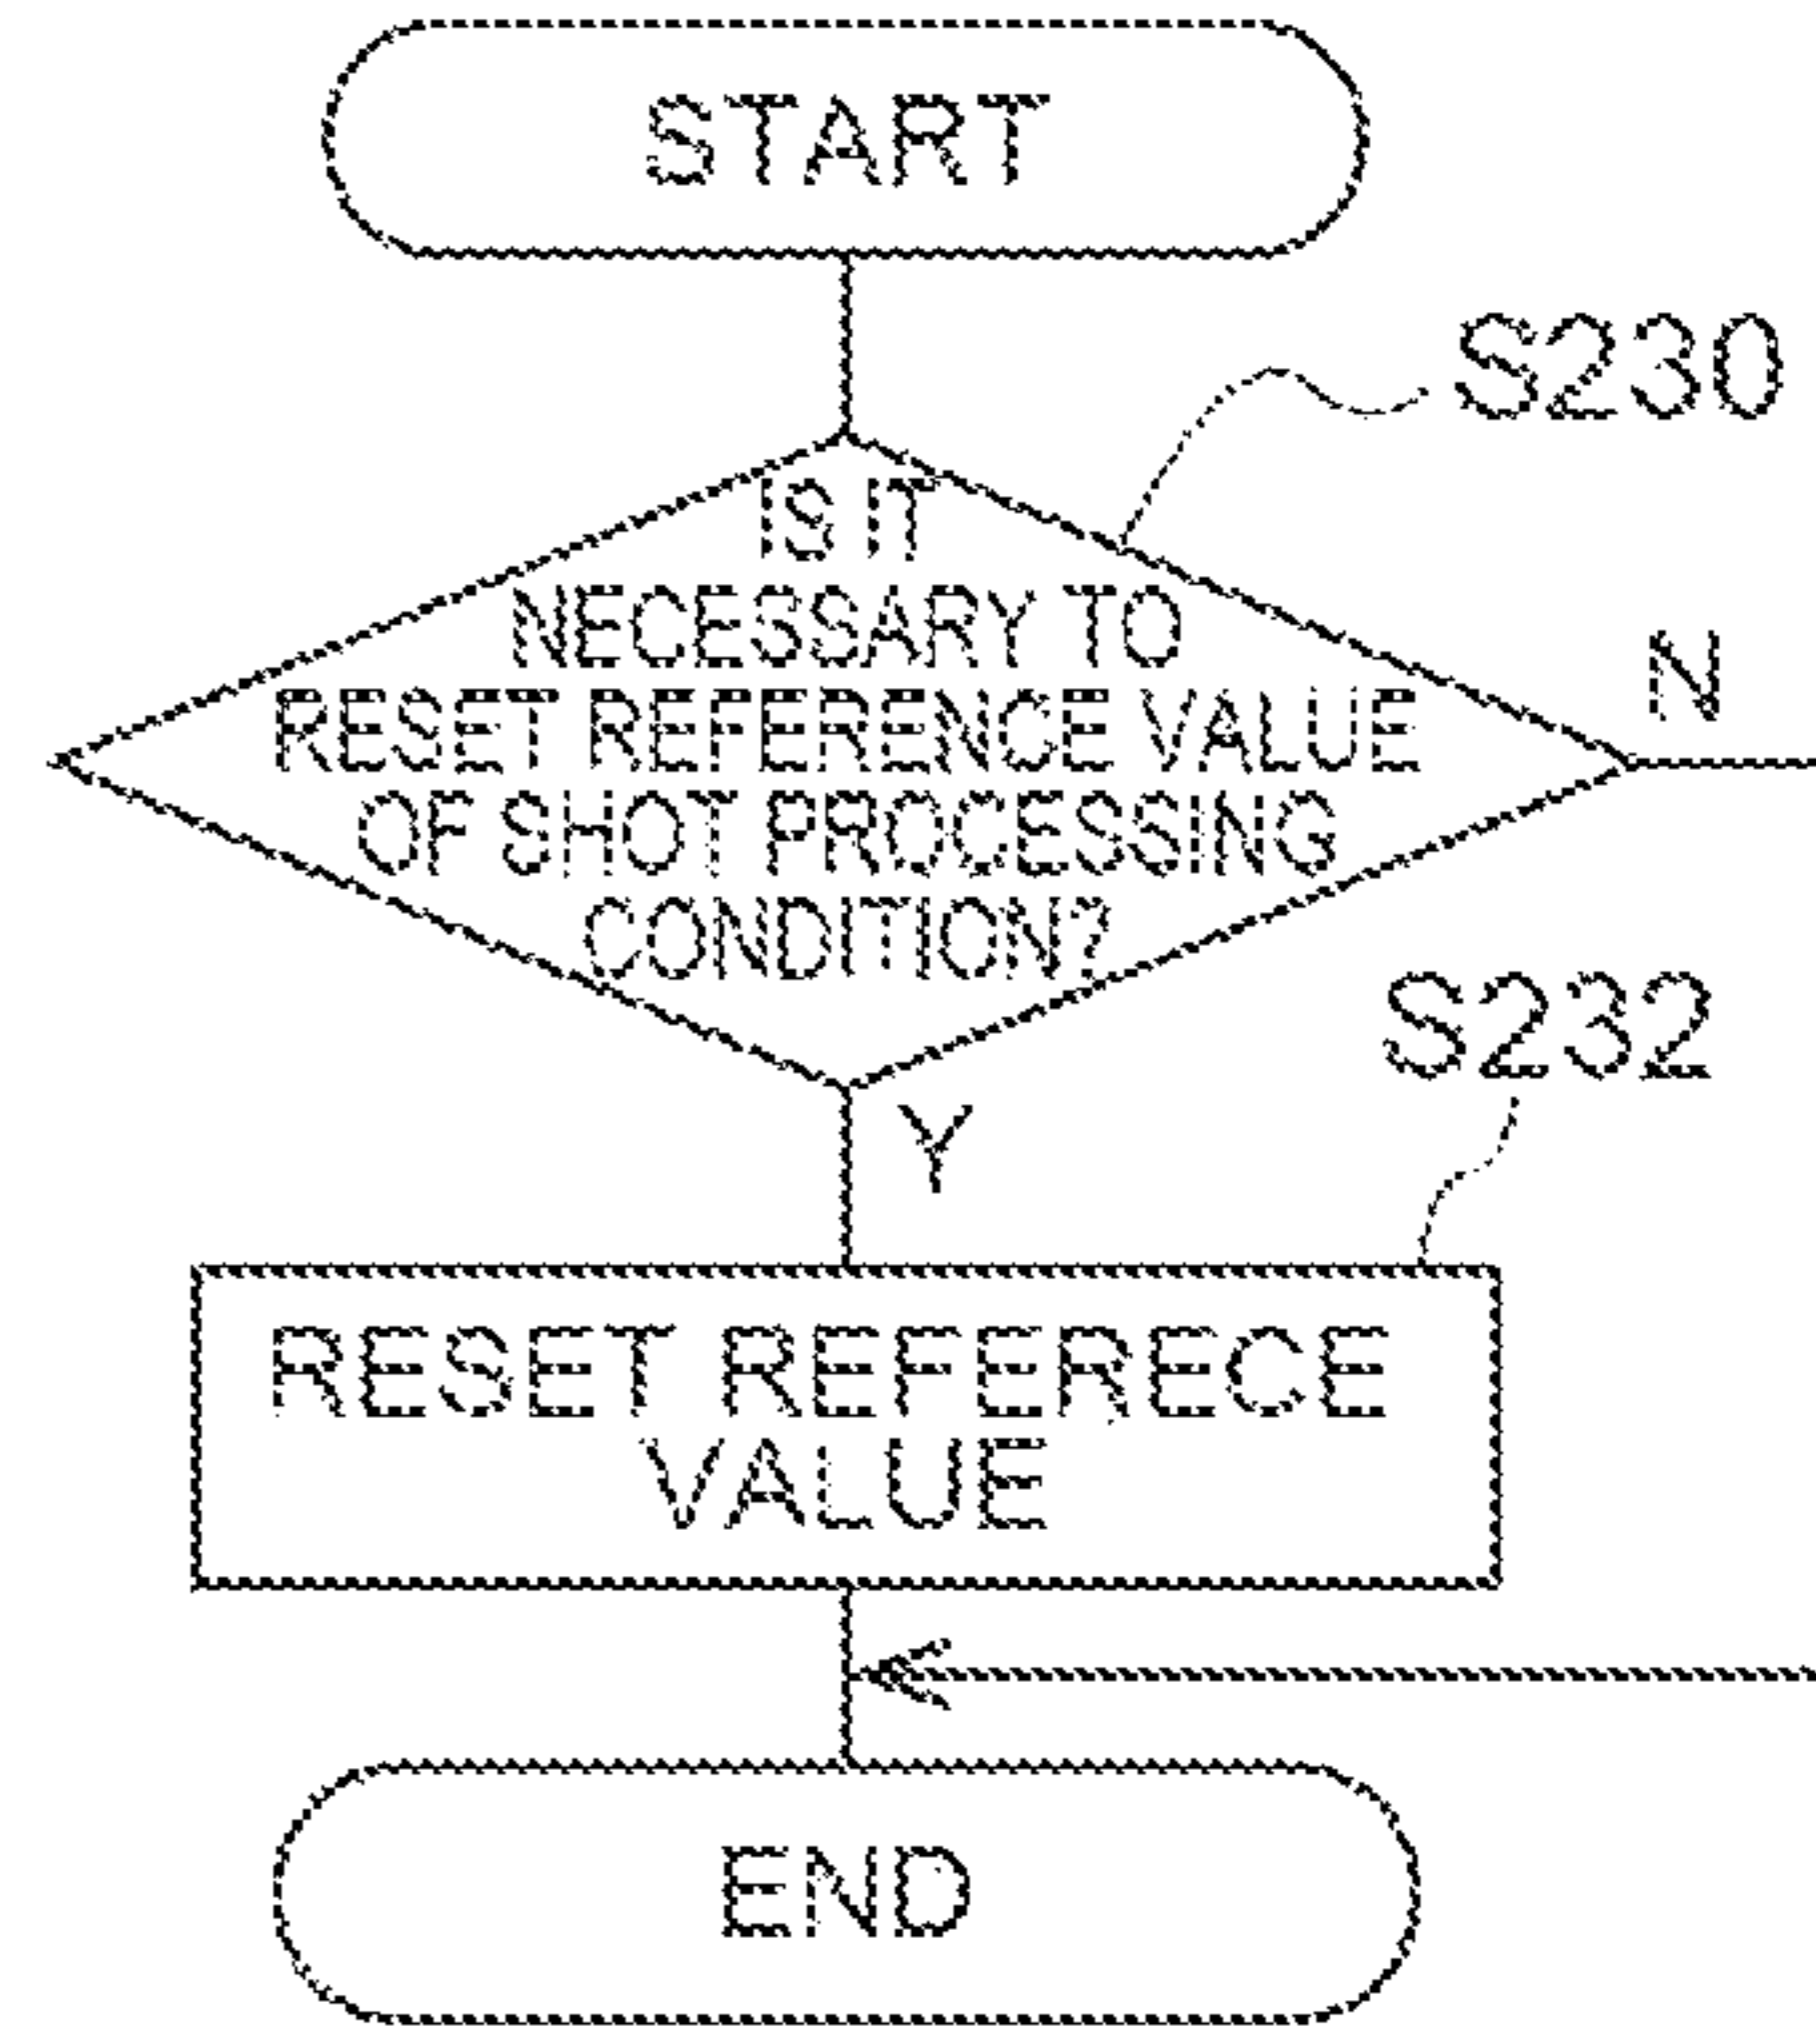 START
S230
IS IT
NECESSARY TO
RESET REFERENCE VALUE
OF SHOT PROCESSING
CONDITION?
N
S232
Y
RESET REFERECE
VALUE
END